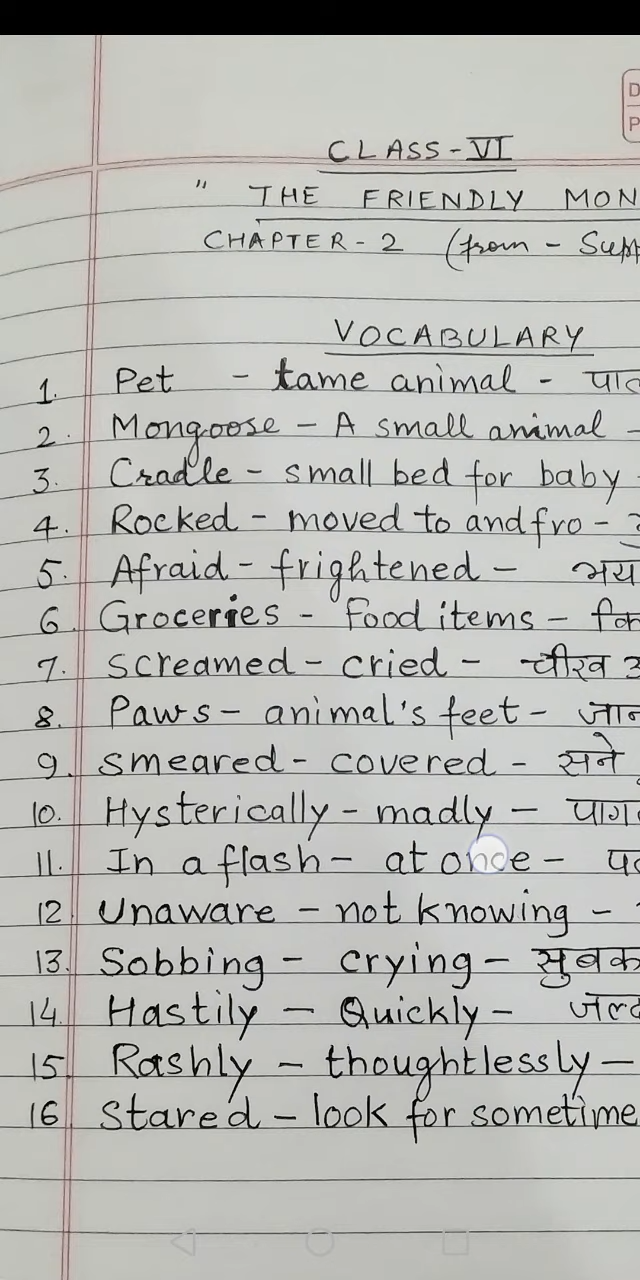 CLASS-VI
" THE FRIENDLY MON
CHAPTER-2 (from -
VOCABULARY
1. Pet - tame animal -
2. Mongoose - A small animal -
3. Cradle - small bed for baby -
4. Rocked - moved to and fro -
5. Afraid - frightened - भय
6. Groceries - Food items -
7. Screamed - cried - चीख
8. Paws - animal's feet - जान
9. smeared - covered - सने
10. Hysterically - madly - पाग
11. In a flash - at once -
12 Unaware - not knowing -
13. Sobbing - crying - सुबक
14. Hastily - Quickly -
15. Rashly - thoughtlessly -
16 Stared - look for sometime